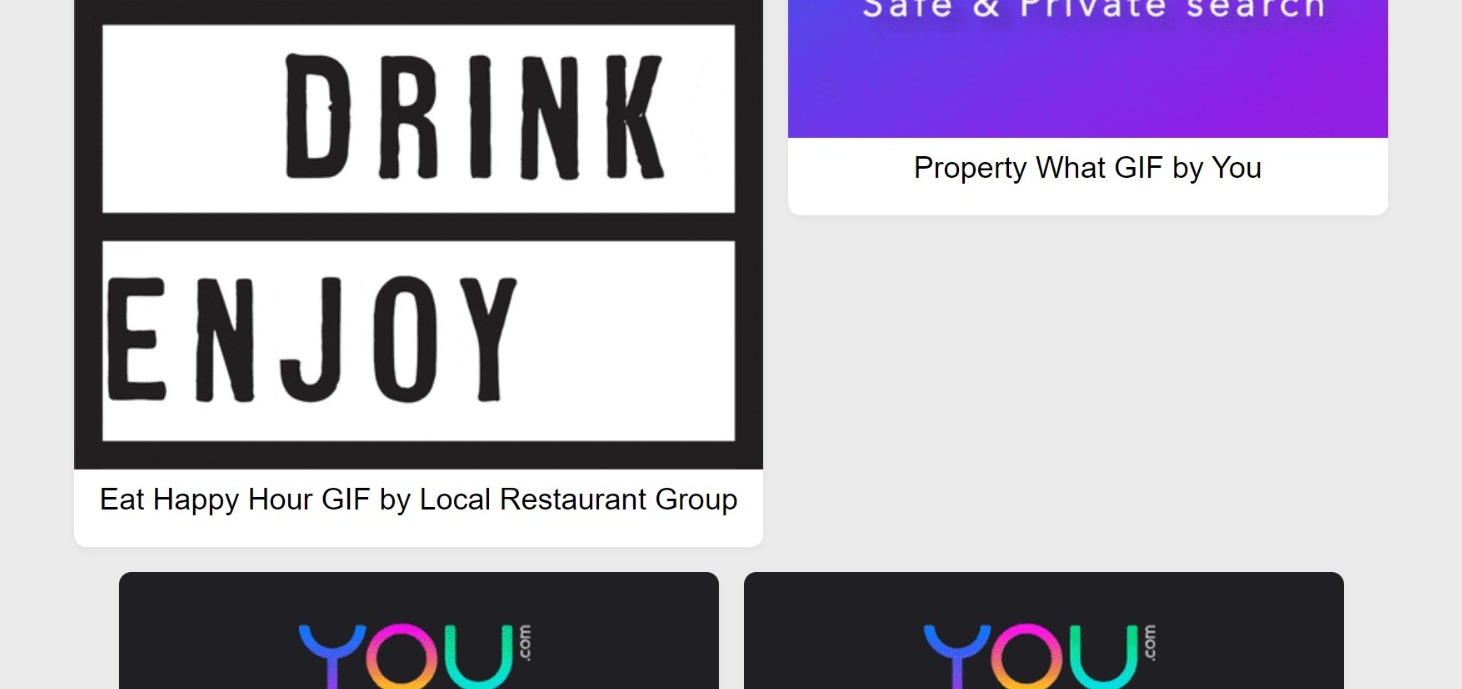 Safe & Private search
DRINK
Property What GIF by You
ENJOY
Eat Happy Hour GIF by Local Restaurant Group
YOU.com
YOU.com